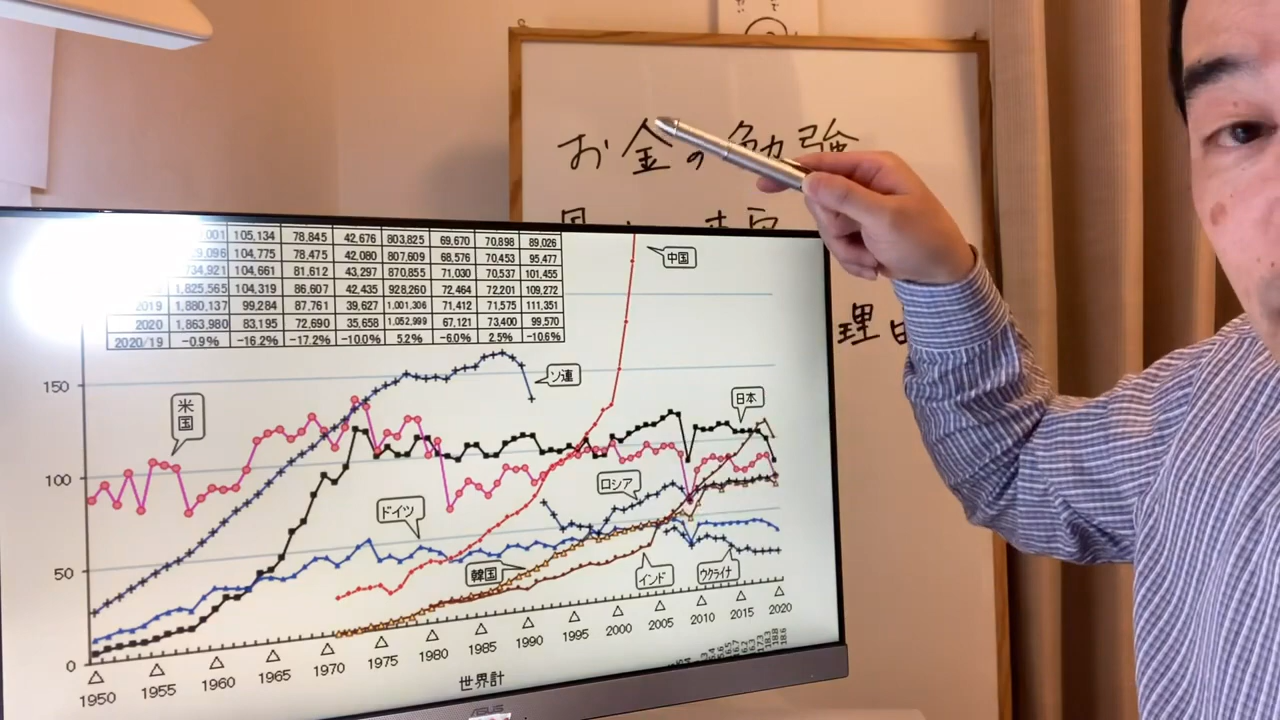 お金の勉強
001 105,134 78,845 42,676 803,825 69,670 70,898 89,026
9,096 104,775 78,475 42,080 807,609 68,576 70,453 95,477
734,921 104,661 81,612 43,297 870,855 71,030 70,537 101,455
1,825,565 104,319 86,607 42,435 928,260 72,464 72,201 109,272
2019 1,880,137 99,284 87,761 39,627 1,001,306 71,412 71,575 111,351
2020 1,863,980 83,195 72,690 35,658 1,052,999 67,121 73,400 99,570
2020/19 -0.9% -16.2% -17.2% -10.0% 5.2% -6.0% 2.5% -10.6%
中国
理由
150
ソ連
米国
日本
100
ロシア
ドイツ
50
韓国
インド
ウクライナ
0
1950 1955 1960 1965 1970 1975 1980 1985 1990 1995 2000 2005 2010 2015 2020
世界計
ASUS